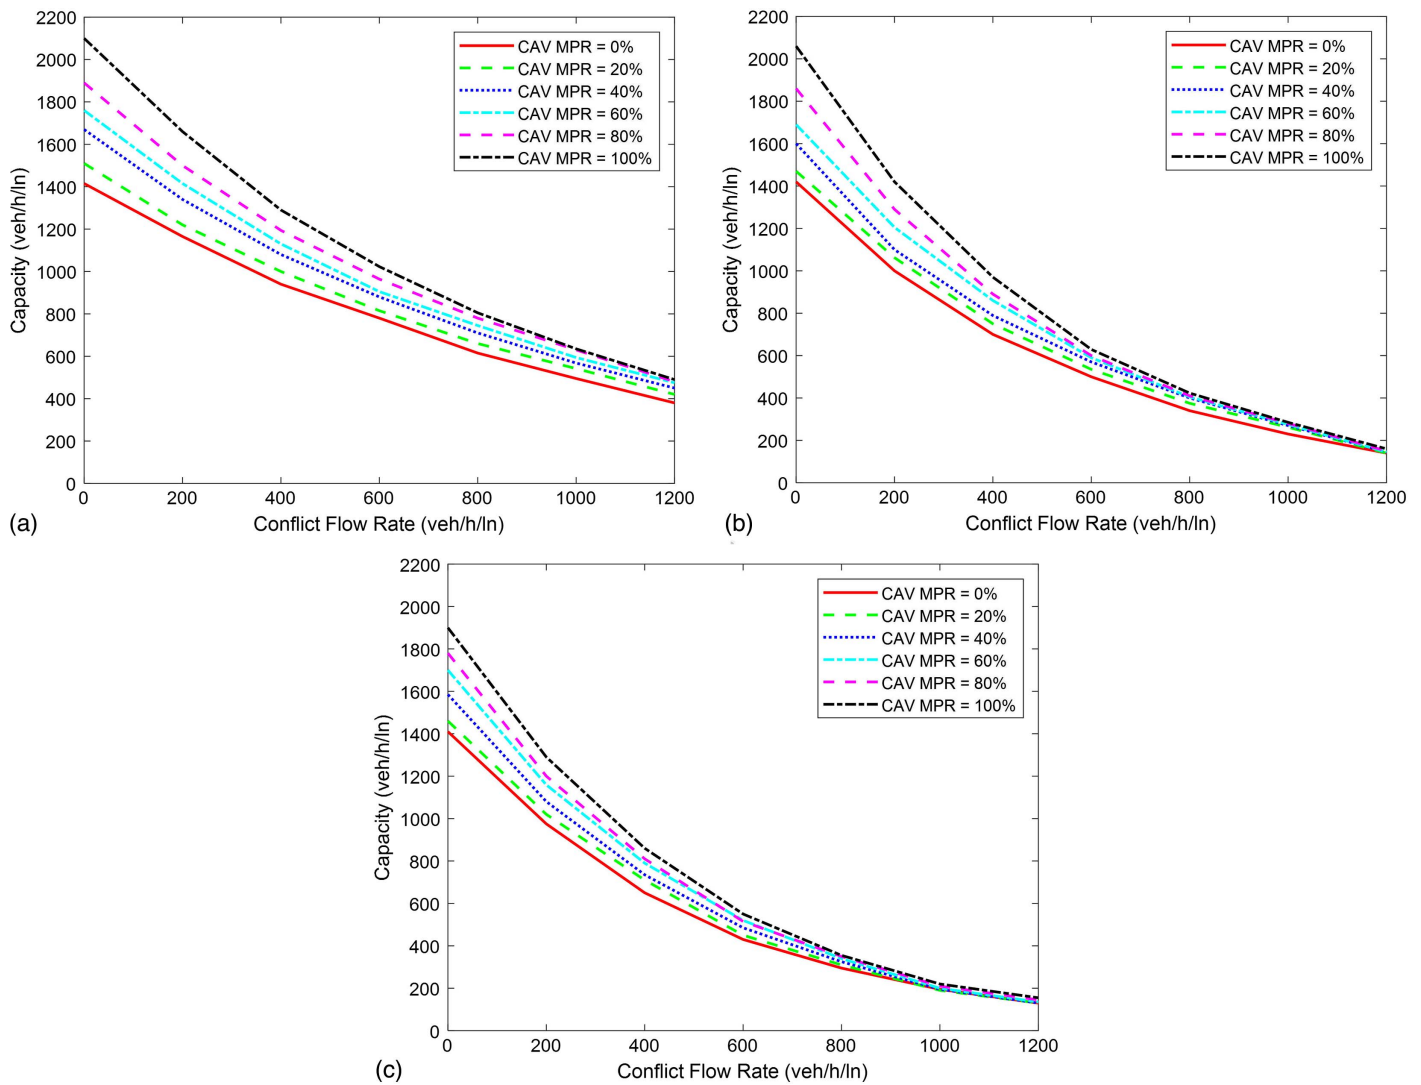 2200
2000
1800
1600
1400
1200
1000
800
600
400
200
0
Capacity (veh/h/ln)
CAV MPR = 0%
CAV MPR = 20%
CAV MPR = 40%
CAV MPR = 60%
CAV MPR = 80%
CAV MPR = 100%
0 200 400 600 800 1000 1200
(a) Conflict Flow Rate (veh/h/ln)
2200
2000
1800
1600
1400
1200
1000
800
600
400
200
0
Capacity (veh/h/ln)
CAV MPR = 0%
CAV MPR = 20%
CAV MPR = 40%
CAV MPR = 60%
CAV MPR = 80%
CAV MPR = 100%
0 200 400 600 800 1000 1200
(b) Conflict Flow Rate (veh/h/ln)
2200
2000
1800
1600
1400
1200
1000
800
600
400
200
0
Capacity (veh/h/ln)
CAV MPR = 0%
CAV MPR = 20%
CAV MPR = 40%
CAV MPR = 60%
CAV MPR = 80%
CAV MPR = 100%
0 200 400 600 800 1000 1200
(c) Conflict Flow Rate (veh/h/ln)